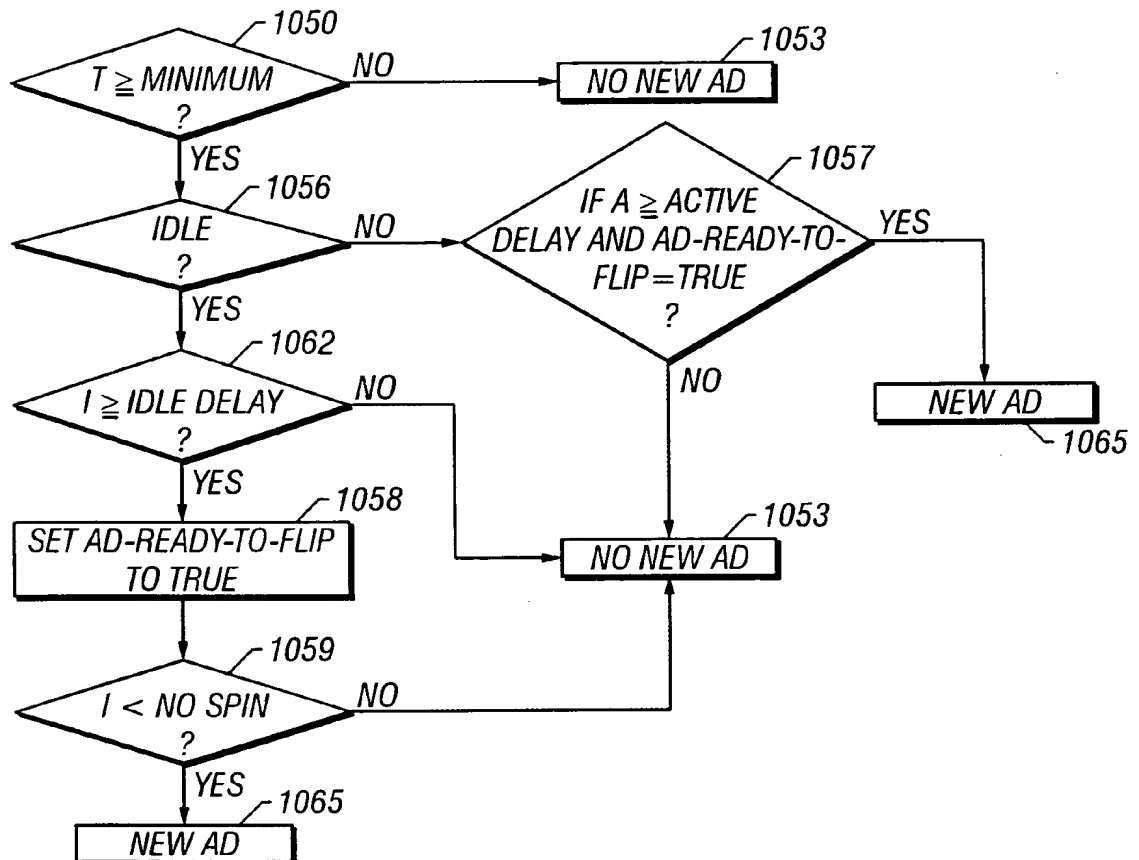 1050
T ≧ MINIMUM
?
NO
1053
NO NEW AD
YES
1056
IDLE
?
NO
1057
IF A ≧ ACTIVE
DELAY AND AD-READY-TO-
FLIP=TRUE
?
YES
NO
NEW AD
1065
YES
1062
I ≧ IDLE DELAY
?
NO
YES
1058
SET AD-READY-TO-FLIP
TO TRUE
1053
NO NEW AD
1059
I < NO SPIN
?
NO
YES
1065
NEW AD